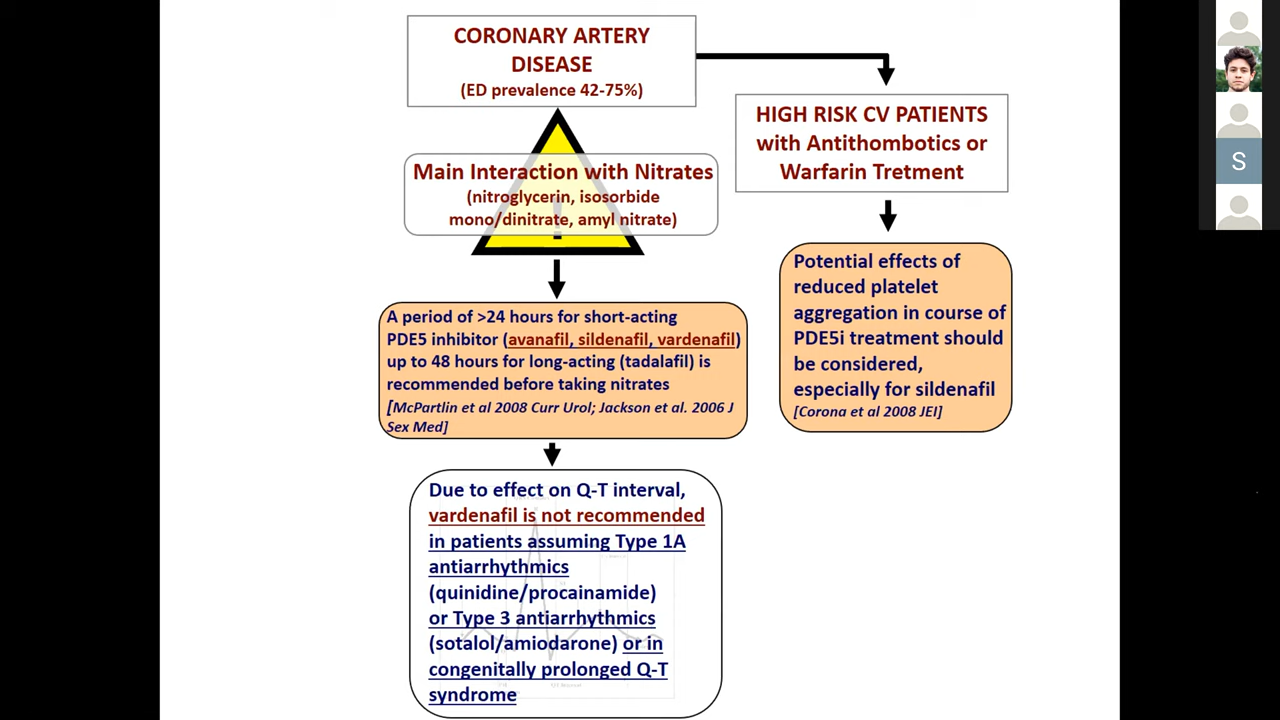 CORONARY ARTERY
DISEASE
(ED prevalence 42-75%)
HIGH RISK CV PATIENTS
with Antithombotics or
Warfarin Tretment
Main Interaction with Nitrates
(nitroglycerin, isosorbide
mono/dinitrate, amyl nitrate)
A period of >24 hours for short-acting
PDE5 inhibitor (avanafil, sildenafil, vardenafil)
up to 48 hours for long-acting (tadalafil) is
recommended before taking nitrates
[McPartlin et al 2008 Curr Urol; Jackson et al. 2006 J
Sex Med]
Potential effects of
reduced platelet
aggregation in course of
PDE5i treatment should
be considered,
especially for sildenafil
[Corona et al 2008 JEI]
Due to effect on Q-T interval,
vardenafil is not recommended
in patients assuming Type 1A
antiarrhythmics
(quinidine/procainamide)
or Type 3 antiarrhythmics
(sotalol/amiodarone) or in
congenitally prolonged Q-T
syndrome
S